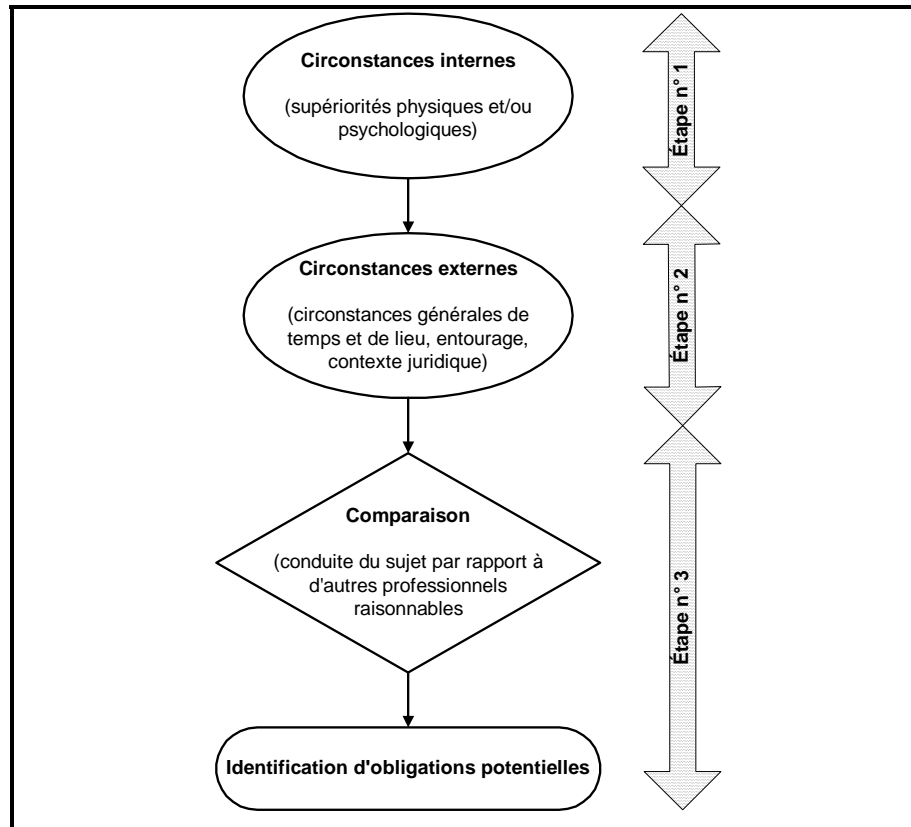 Circonstances internes
(supériorités physiques et/ou
psychologiques)
Étape n° 1
Circonstances externes
(circonstances générales de
temps et de lieu, entourage,
contexte juridique)
Étape n° 2
Comparaison
(conduite du sujet par rapport à
d'autres professionnels
raisonnables
Étape n° 3
Identification d'obligations potentielles